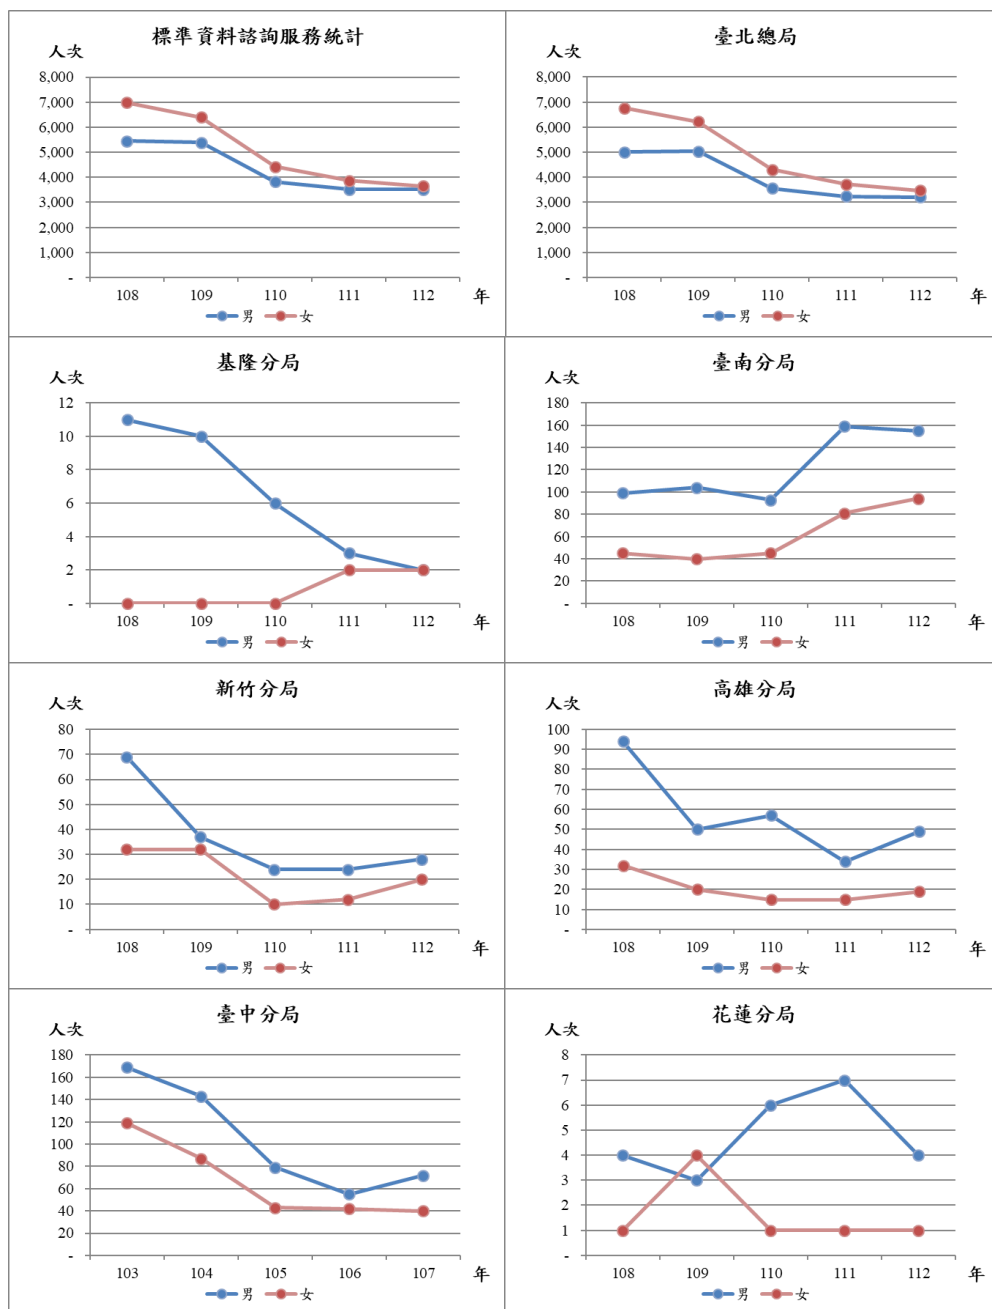 標準資料諮詢服務統計
人次
8,000
7,000
6,000
5,000
4,000
3,000
2,000
1,000
-
108 109 110 111 112 年
男 女
臺北總局
人次
8,000
7,000
6,000
5,000
4,000
3,000
2,000
1,000
-
108 109 110 111 112 年
男 女
基隆分局
人次
12
10
8
6
4
2
-
108 109 110 111 112 年
男 女
臺南分局
人次
180
160
140
120
100
80
60
40
20
-
108 109 110 111 112 年
男 女
新竹分局
人次
80
70
60
50
40
30
20
10
-
108 109 110 111 112 年
男 女
高雄分局
人次
100
90
80
70
60
50
40
30
20
10
-
108 109 110 111 112 年
男 女
臺中分局
人次
180
160
140
120
100
80
60
40
20
-
103 104 105 106 107 年
男 女
花蓮分局
人次
8
7
6
5
4
3
2
1
-
108 109 110 111 112 年
男 女